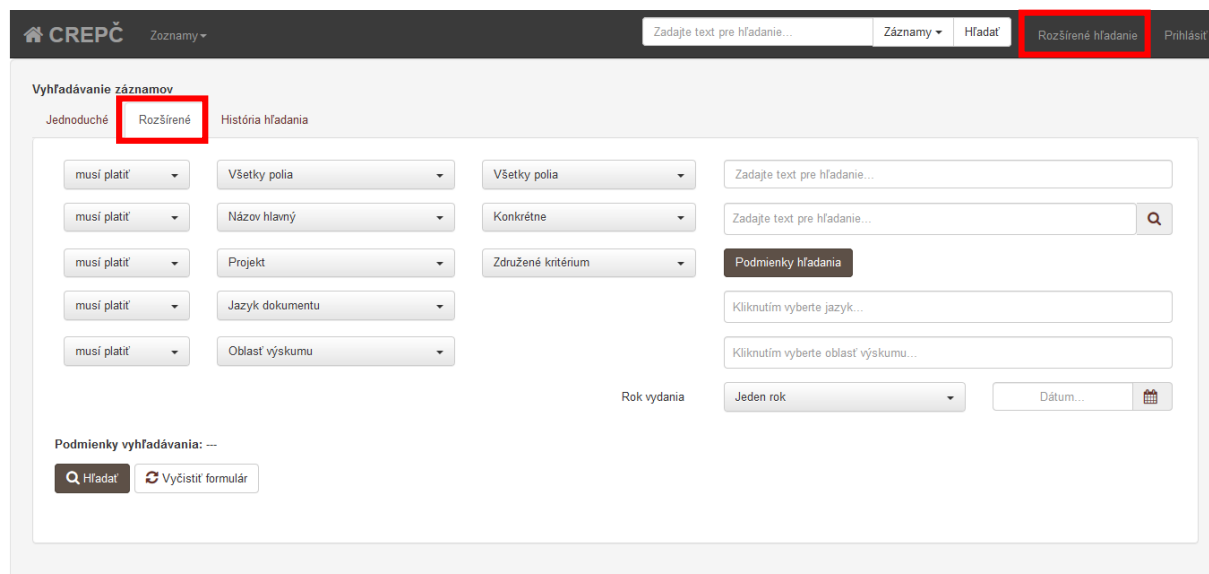 CREPČ Zoznamy Zadajte text pre hľadanie... Záznamy Hľadať Rozšírené hľadanie Prihlásiť
Vyhľadávanie záznamov
Jednoduché Rozšírené História hľadania
musí platiť Všetky polia Všetky polia Zadajte text pre hľadanie...
musí platiť Názov hlavný Konkrétne Zadajte text pre hľadanie...
musí platiť Projekt Združené kritérium Podmienky hľadania
musí platiť Jazyk dokumentu Kliknutím vyberte jazyk...
musí platiť Oblasť výskumu Kliknutím vyberte oblasť výskumu...
Rok vydania Jeden rok Dátum...
Podmienky vyhľadávania: ---
Hľadať Vyčistiť formulár